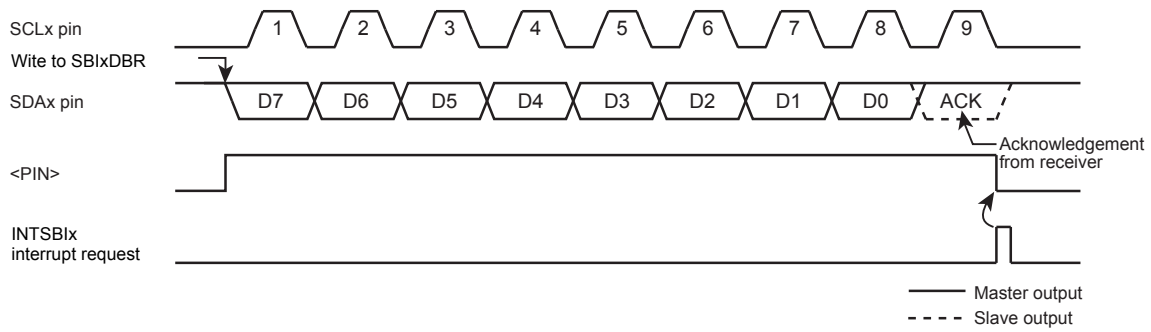 SCLx pin
1 2 3 4 5 6 7 8 9
Wite to SBIxDBR
SDAx pin
D7 D6 D5 D4 D3 D2 D1 D0 ACK
Acknowledgement
from receiver
<PIN>
INTSBIx
interrupt request
Master output
Slave output